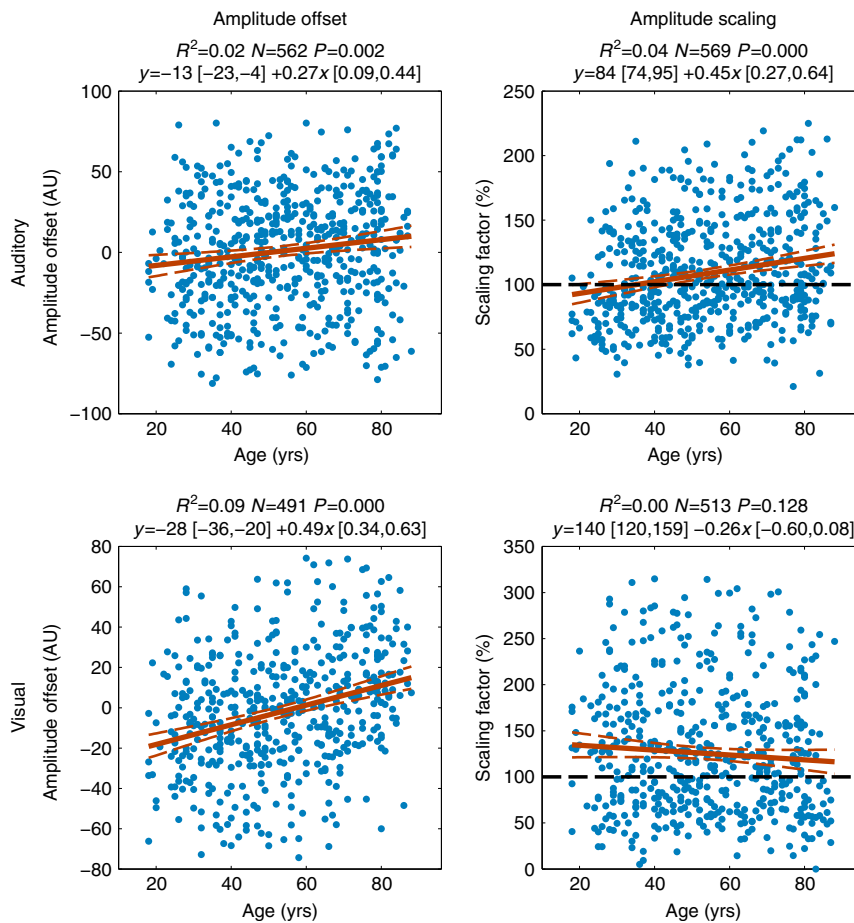 Amplitude offset
Amplitude scaling
R²=0.02 N=562 P=0.002
y=−13 [−23,−4] +0.27x [0.09,0.44]
R²=0.04 N=569 P=0.000
y=84 [74,95] +0.45x [0.27,0.64]
Auditory
Amplitude offset (AU)
100
50
0
−50
−100
20 40 60 80
Age (yrs)
Scaling factor (%)
250
200
150
100
50
0
20 40 60 80
Age (yrs)
R²=0.09 N=491 P=0.000
y=−28 [−36,−20] +0.49x [0.34,0.63]
R²=0.00 N=513 P=0.128
y=140 [120,159] −0.26x [−0.60,0.08]
Visual
Amplitude offset (AU)
80
60
40
20
0
−20
−40
−60
−80
20 40 60 80
Age (yrs)
Scaling factor (%)
350
300
250
200
150
100
50
0
20 40 60 80
Age (yrs)